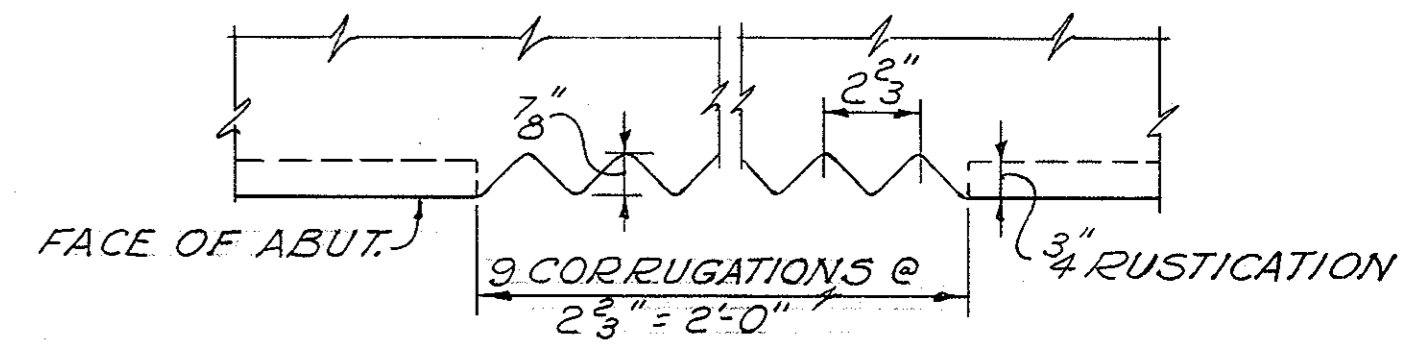 2 2/3"
7/8"
FACE OF ABUT.
3/4" RUSTICATION
9 CORRUGATIONS @
2 2/3" = 2'-0"